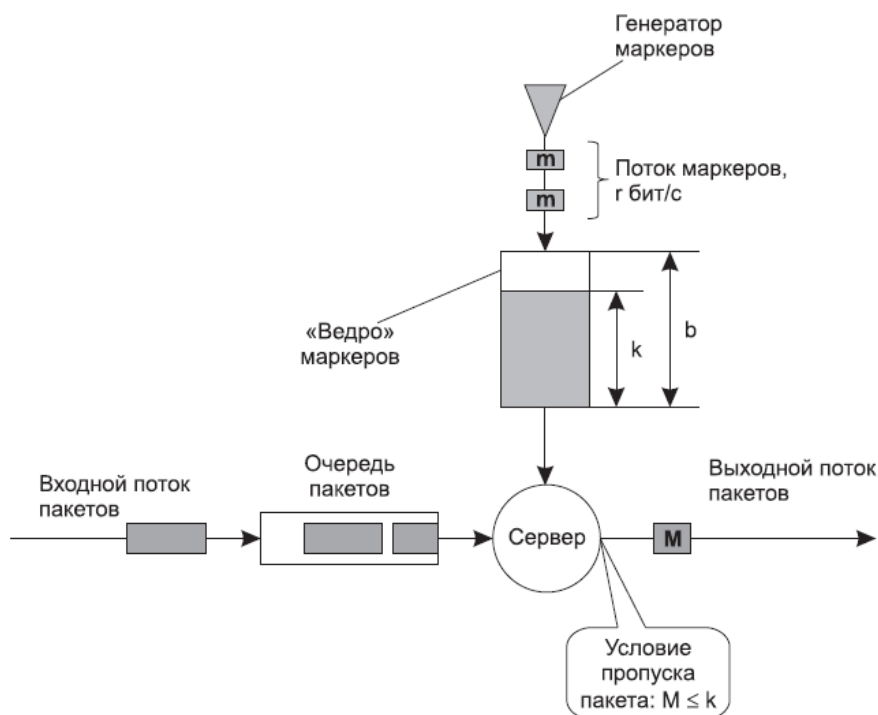 Генератор
маркеров
m
m
Поток маркеров,
r бит/с
«Ведро»
маркеров
k
b
Входной поток
пакетов
Очередь
пакетов
Сервер
M
Выходной поток
пакетов
Условие
пропуска
пакета: M ≤ k